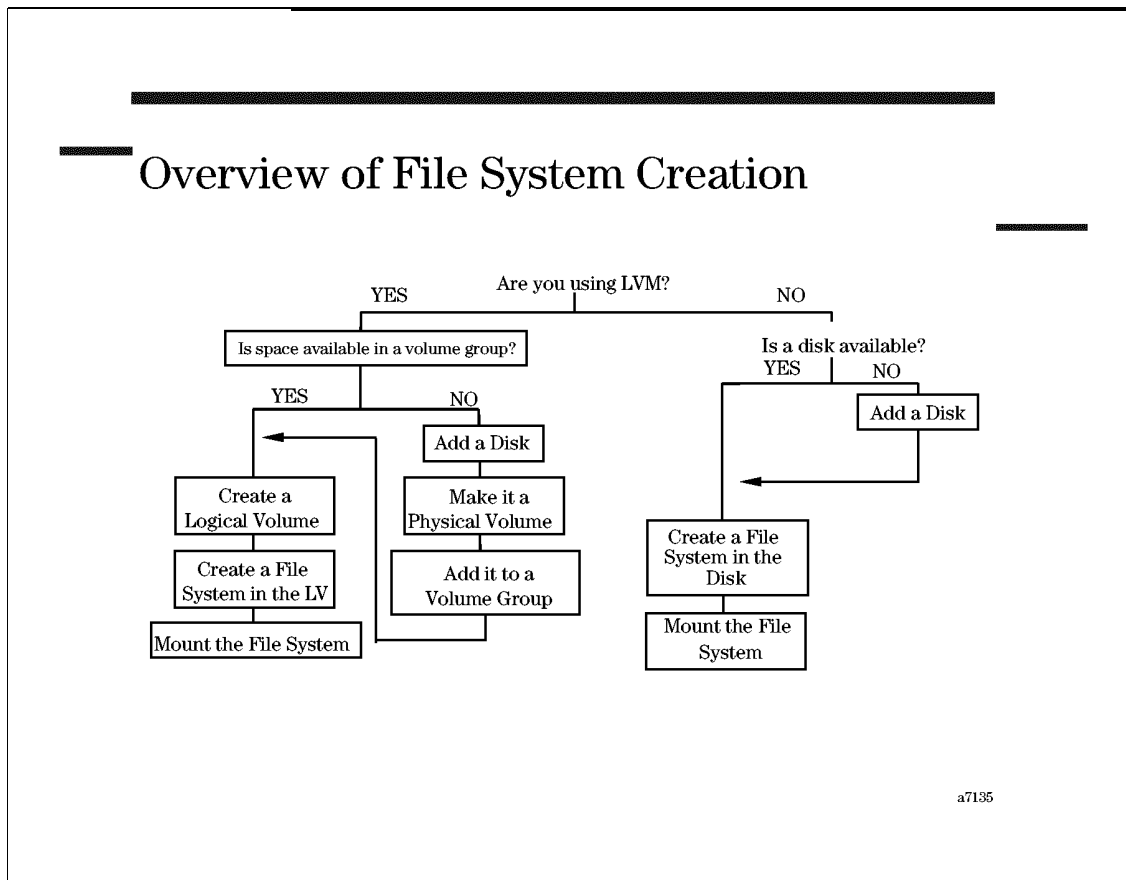 Overview of File System Creation
Are you using LVM?
YES
NO
Is space available in a volume group?
YES
NO
Add a Disk
Make it a
Physical Volume
Add it to a
Volume Group
Create a
Logical Volume
Create a File
System in the LV
Mount the File System
Is a disk available?
YES
NO
Add a Disk
Create a File
System in the
Disk
Mount the File
System
a7135